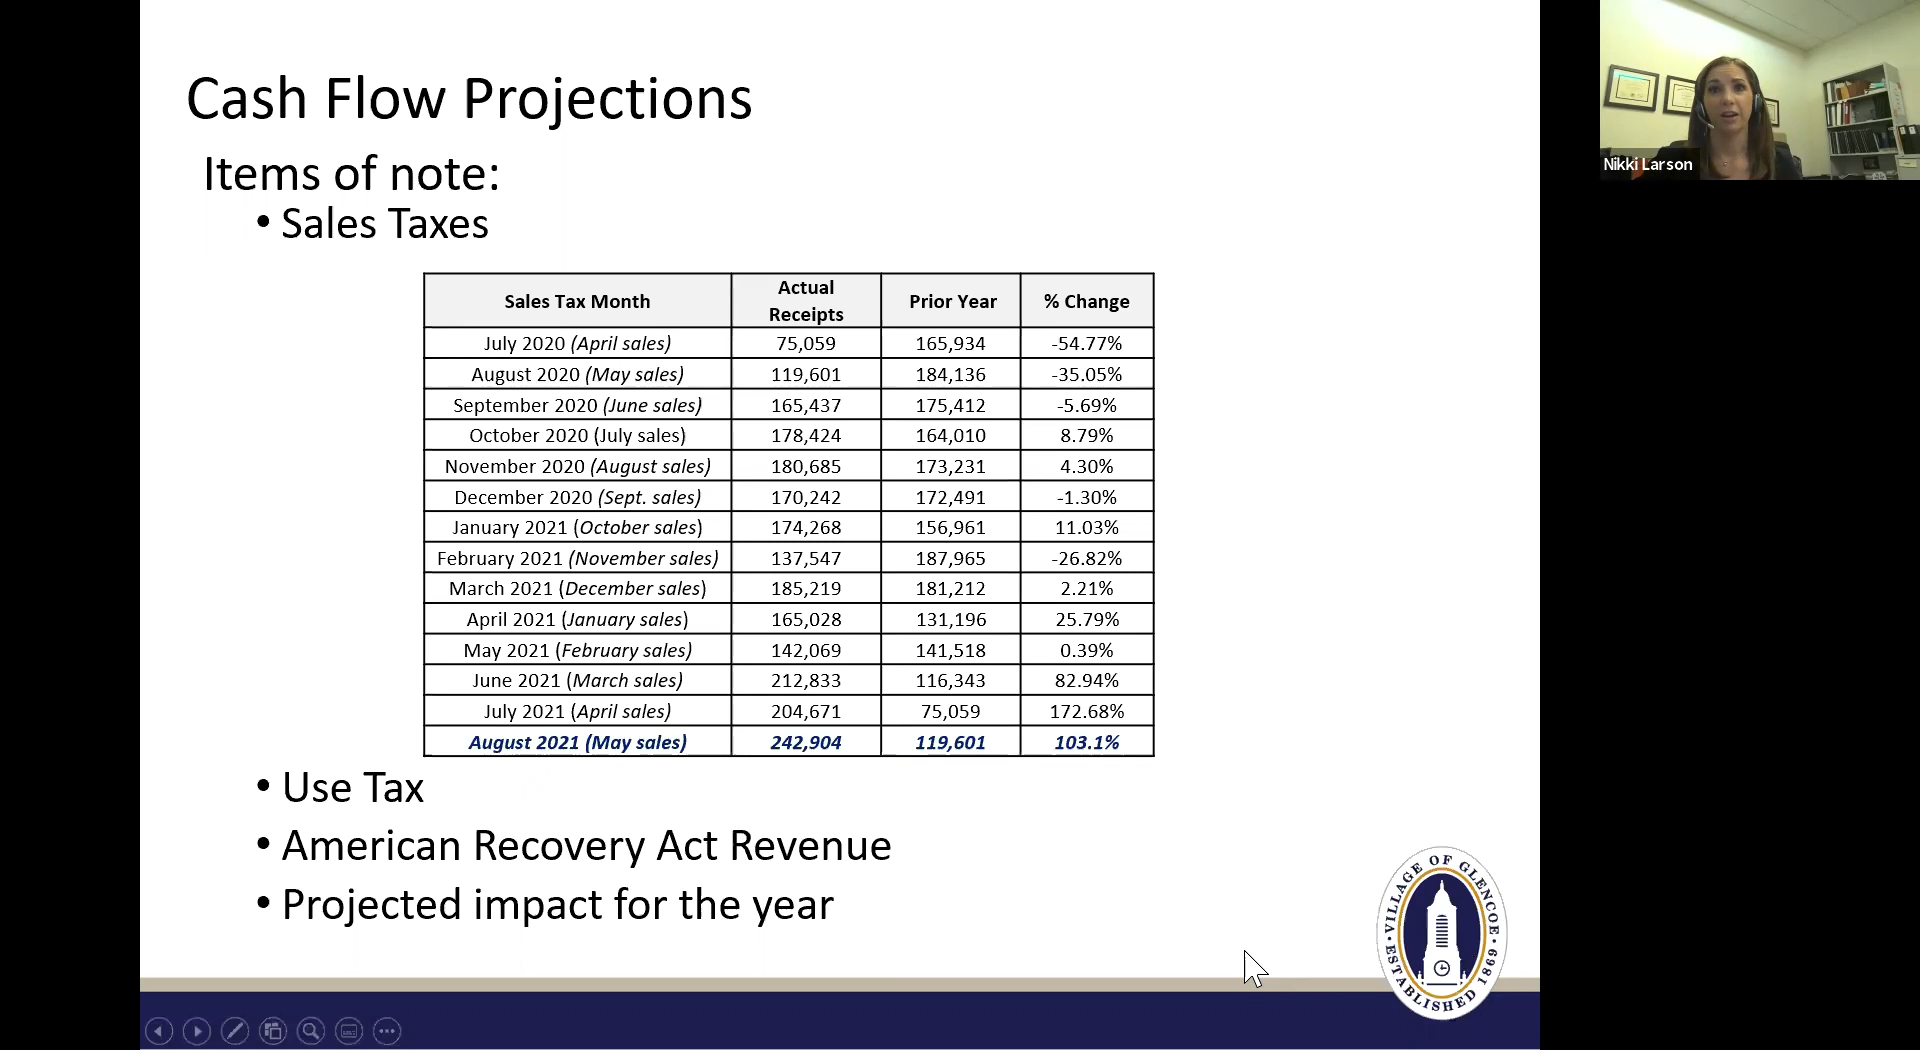 Cash Flow Projections
Items of note:
• Sales Taxes
Sales Tax Month Actual Receipts Prior Year % Change
July 2020 (April sales) 75,059 165,934 -54.77%
August 2020 (May sales) 119,601 184,136 -35.05%
September 2020 (June sales) 165,437 175,412 -5.69%
October 2020 (July sales) 178,424 164,010 8.79%
November 2020 (August sales) 180,685 173,231 4.30%
December 2020 (Sept. sales) 170,242 172,491 -1.30%
January 2021 (October sales) 174,268 156,961 11.03%
February 2021 (November sales) 137,547 187,965 -26.82%
March 2021 (December sales) 185,219 181,212 2.21%
April 2021 (January sales) 165,028 131,196 25.79%
May 2021 (February sales) 142,069 141,518 0.39%
June 2021 (March sales) 212,833 116,343 82.94%
July 2021 (April sales) 204,671 75,059 172.68%
August 2021 (May sales) 242,904 119,601 103.1%
• Use Tax
• American Recovery Act Revenue
• Projected impact for the year
VILLAGE OF GLENCOE
• ESTABLISHED 1869 •
Nikki Larson